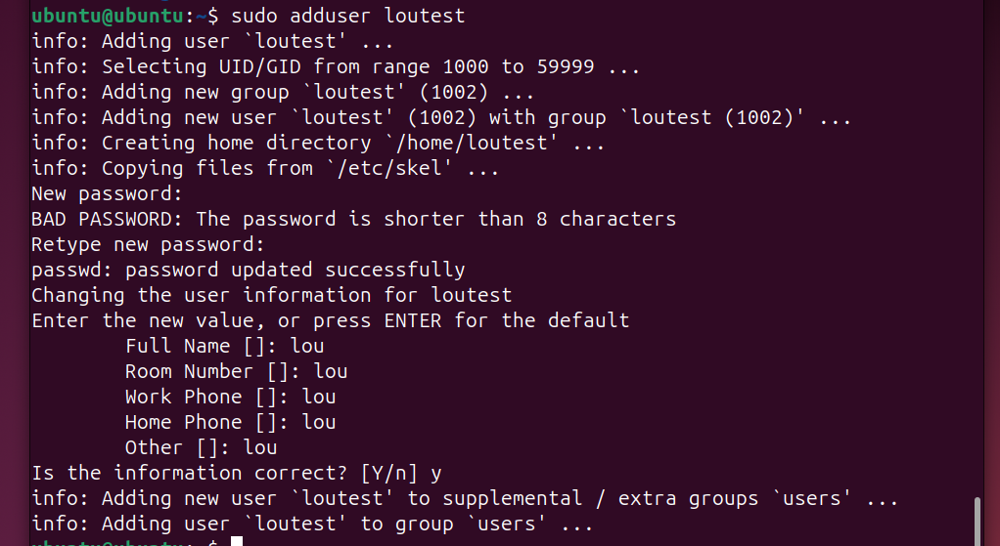 ubuntu@ubuntu:~$ sudo adduser loutest
info: Adding user `loutest' ...
info: Selecting UID/GID from range 1000 to 59999 ...
info: Adding new group `loutest' (1002) ...
info: Adding new user `loutest' (1002) with group `loutest (1002)' ...
info: Creating home directory `/home/loutest' ...
info: Copying files from `/etc/skel' ...
New password:
BAD PASSWORD: The password is shorter than 8 characters
Retype new password:
passwd: password updated successfully
Changing the user information for loutest
Enter the new value, or press ENTER for the default
Full Name []: lou
Room Number []: lou
Work Phone []: lou
Home Phone []: lou
Other []: lou
Is the information correct? [Y/n] y
info: Adding new user `loutest' to supplemental / extra groups `users' ...
info: Adding user `loutest' to group `users' ...